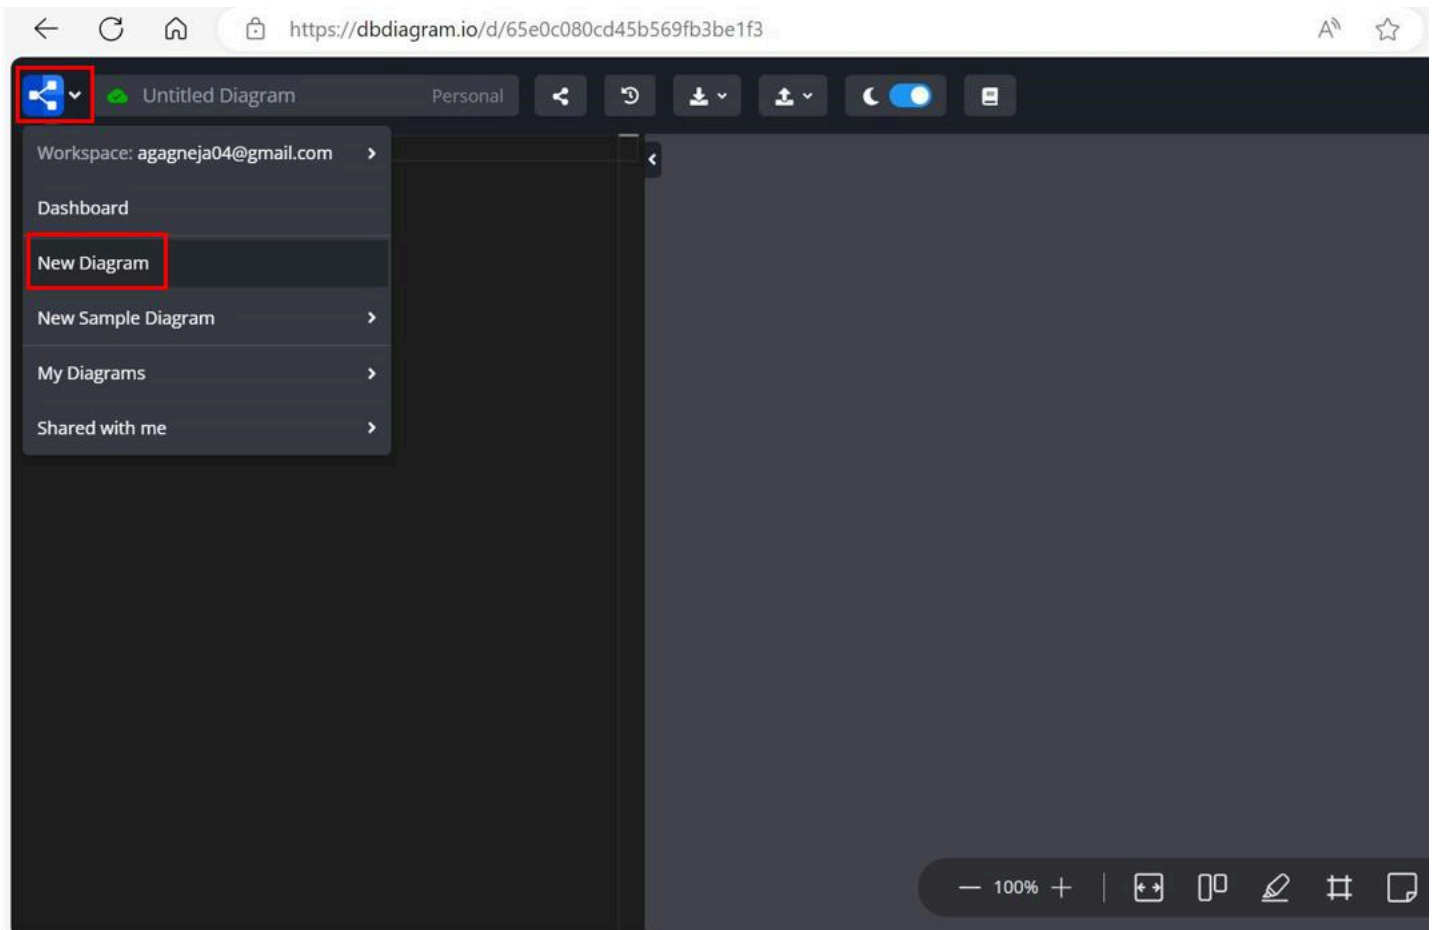 https://dbdiagram.io/d/65e0c080cd45b569fb3be1f3
Untitled Diagram Personal
Workspace: agagneja04@gmail.com
Dashboard
New Diagram
New Sample Diagram
My Diagrams
Shared with me
100%